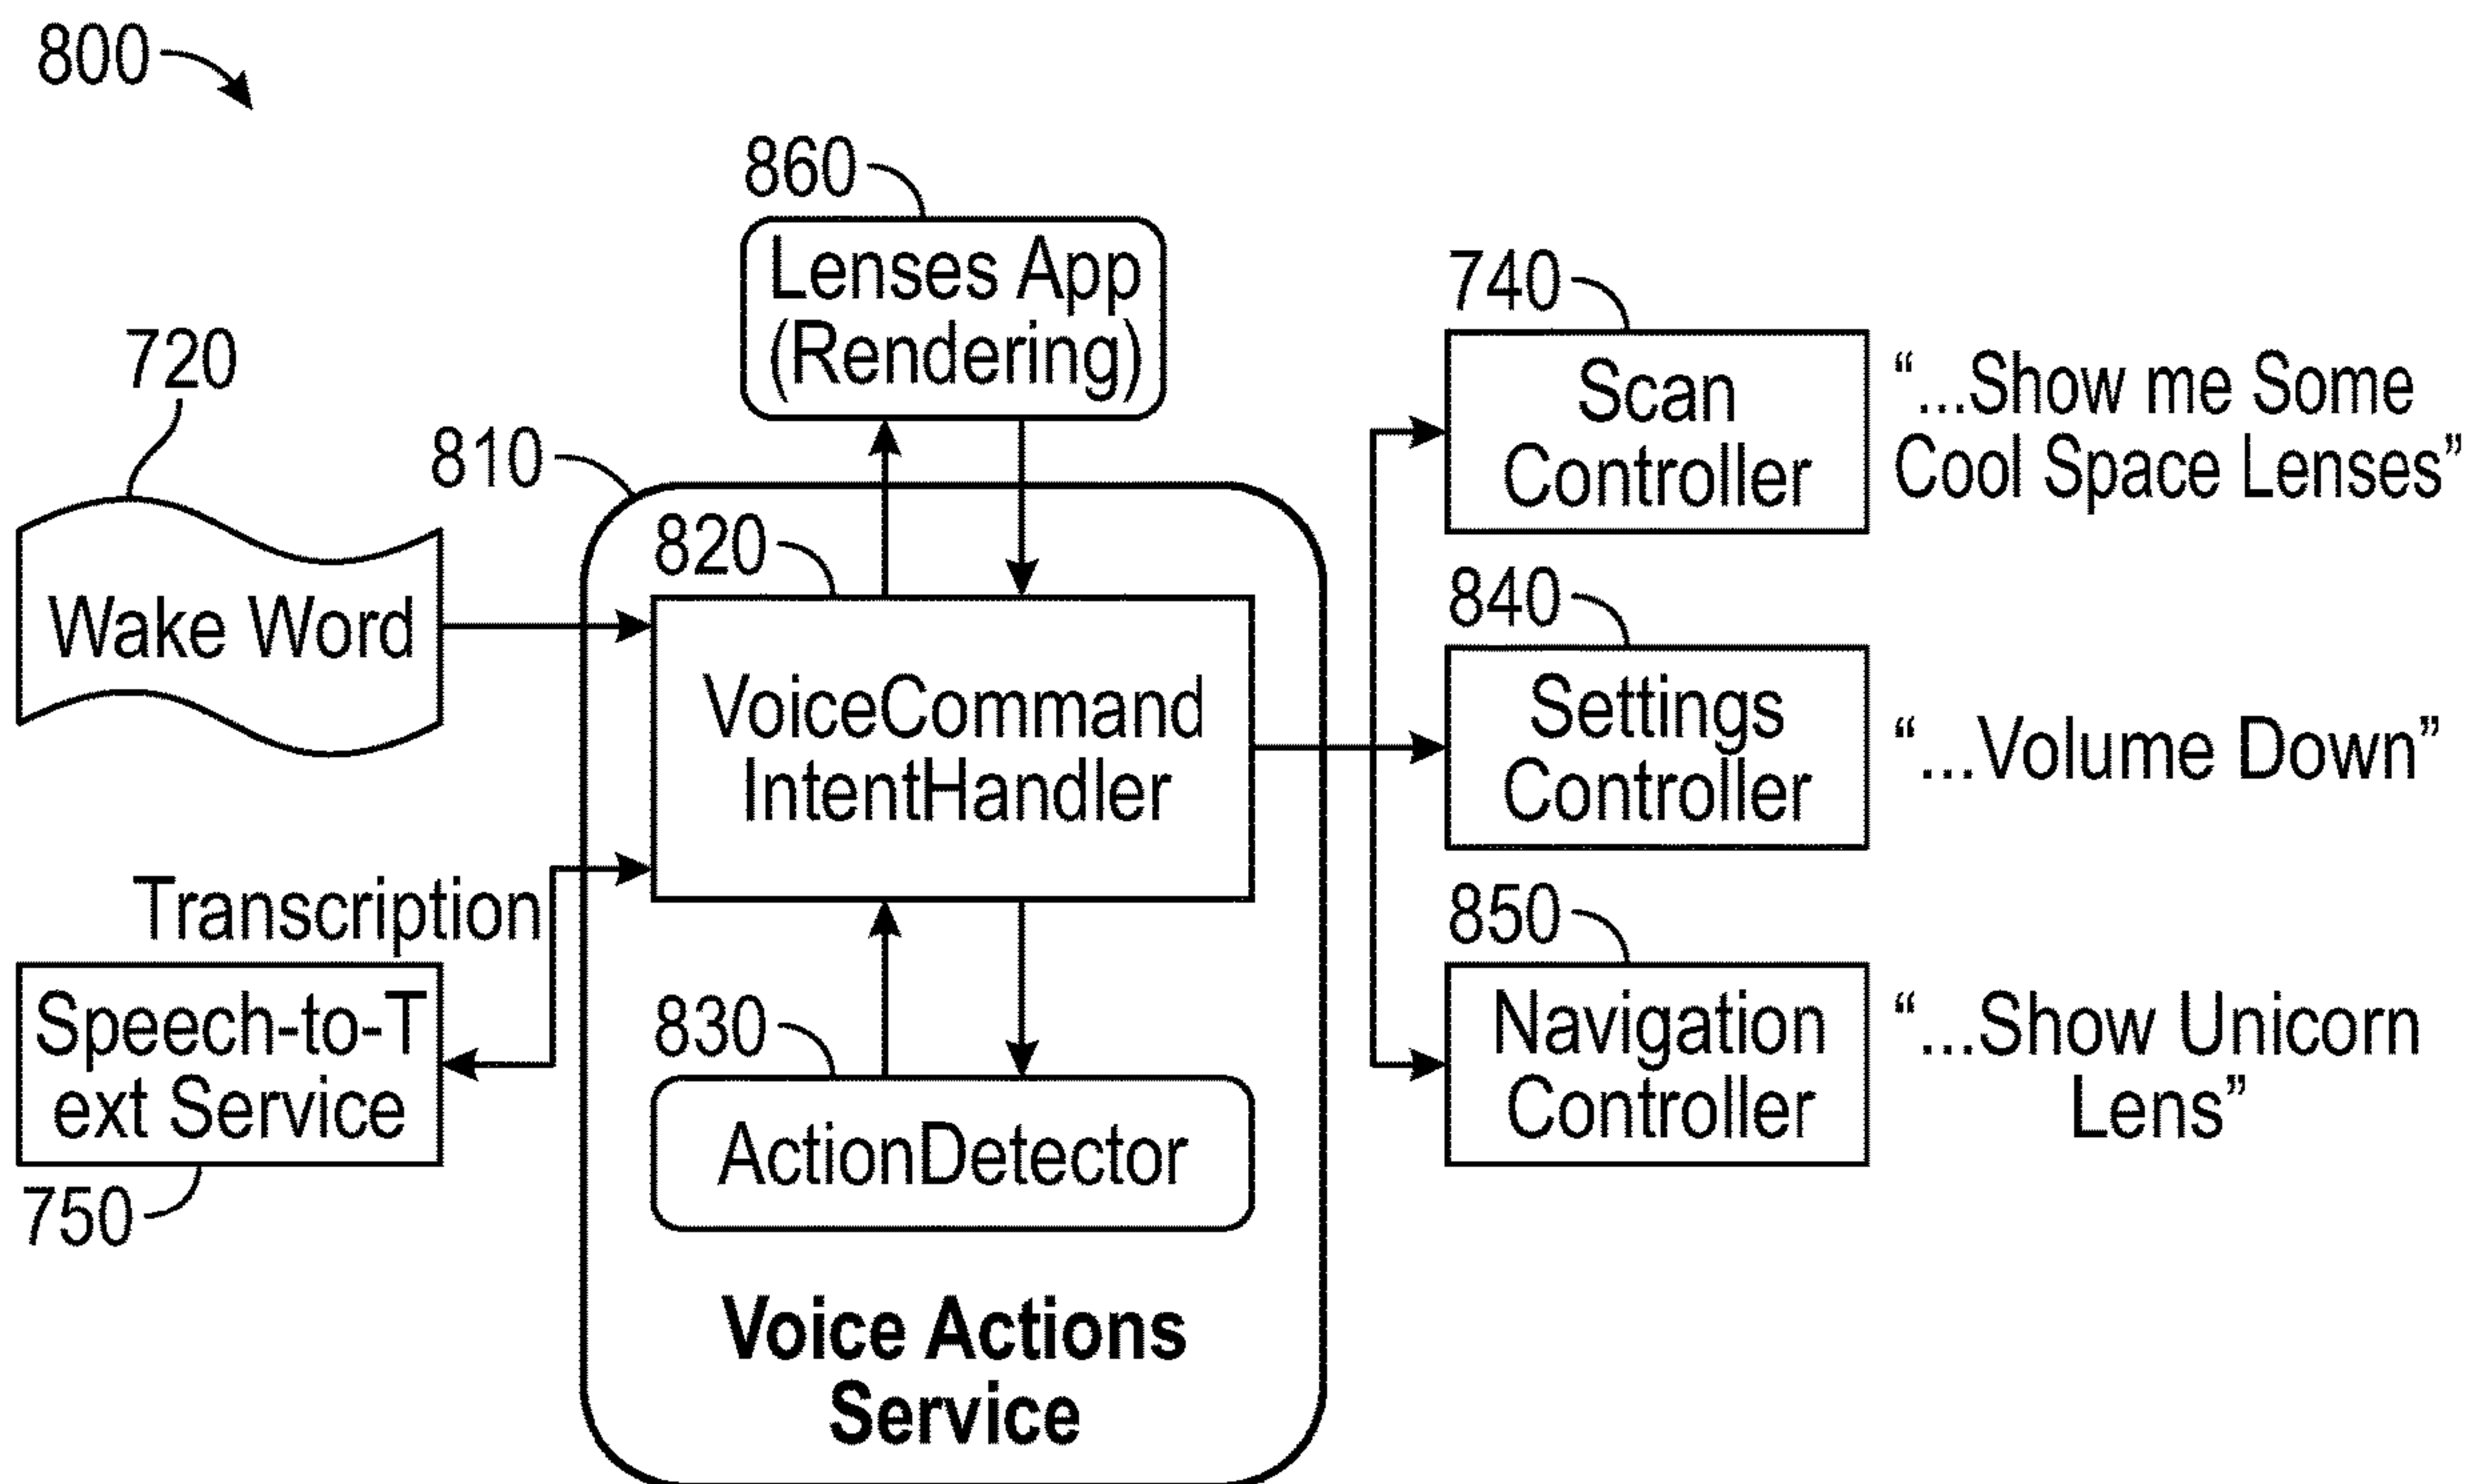 800
860
Lenses App
(Rendering)
720
Wake Word
810
820
VoiceCommand
IntentHandler
Transcription
Speech-to-T
ext Service
750
830
ActionDetector
Voice Actions
Service
740
Scan
Controller
“...Show me Some
Cool Space Lenses”
840
Settings
Controller
“...Volume Down”
850
Navigation
Controller
“...Show Unicorn
Lens”